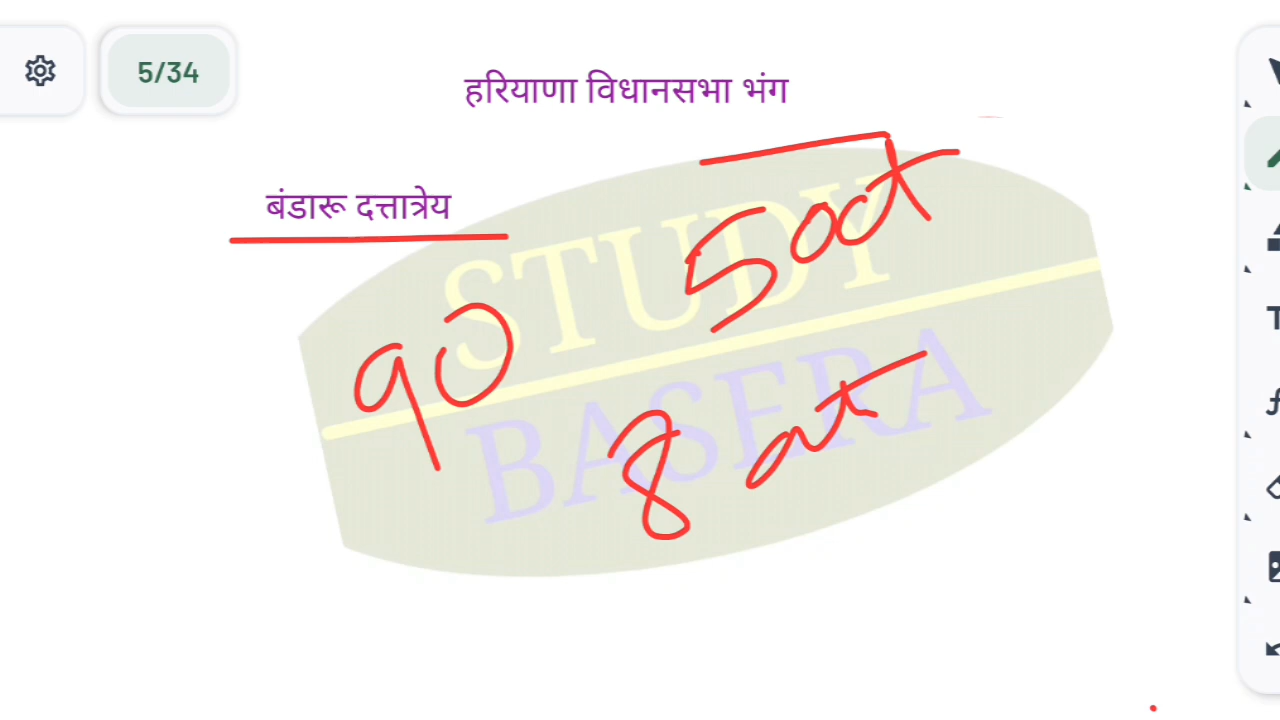 5/34
हरियाणा विधानसभा भंग
बंडारू दत्तात्रेय
5 oct
90
8 oct
STUDY
BASERA
T